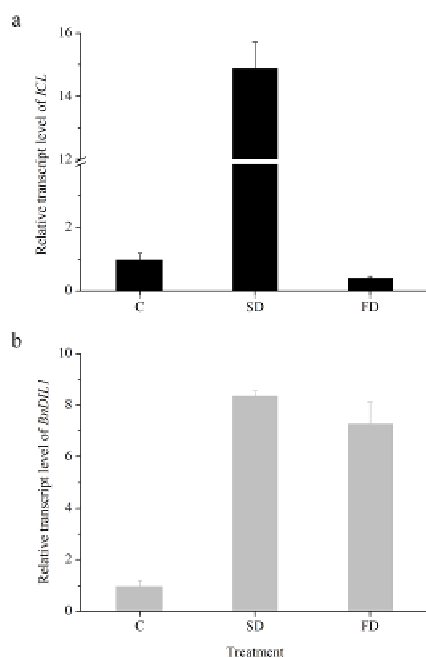 a
Relative transcript level of ICL
16
14
12
2
0
C SD FD
b
Relative transcript level of BnDIL1
10
8
6
4
2
0
C SD FD
Treatment